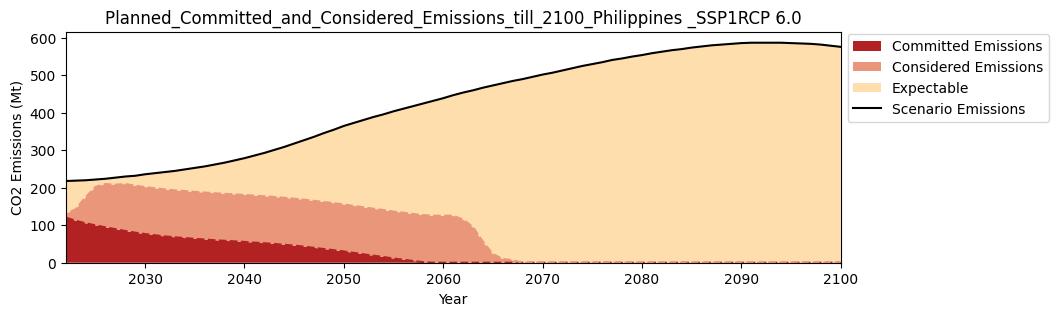 Planned_Committed_and_Considered_Emissions_till_2100_Philippines _SSP1RCP 6.0
CO2 Emissions (Mt)
600
500
400
300
200
100
0
2030 2040 2050 2060 2070 2080 2090 2100
Year
Committed Emissions
Considered Emissions
Expectable
Scenario Emissions